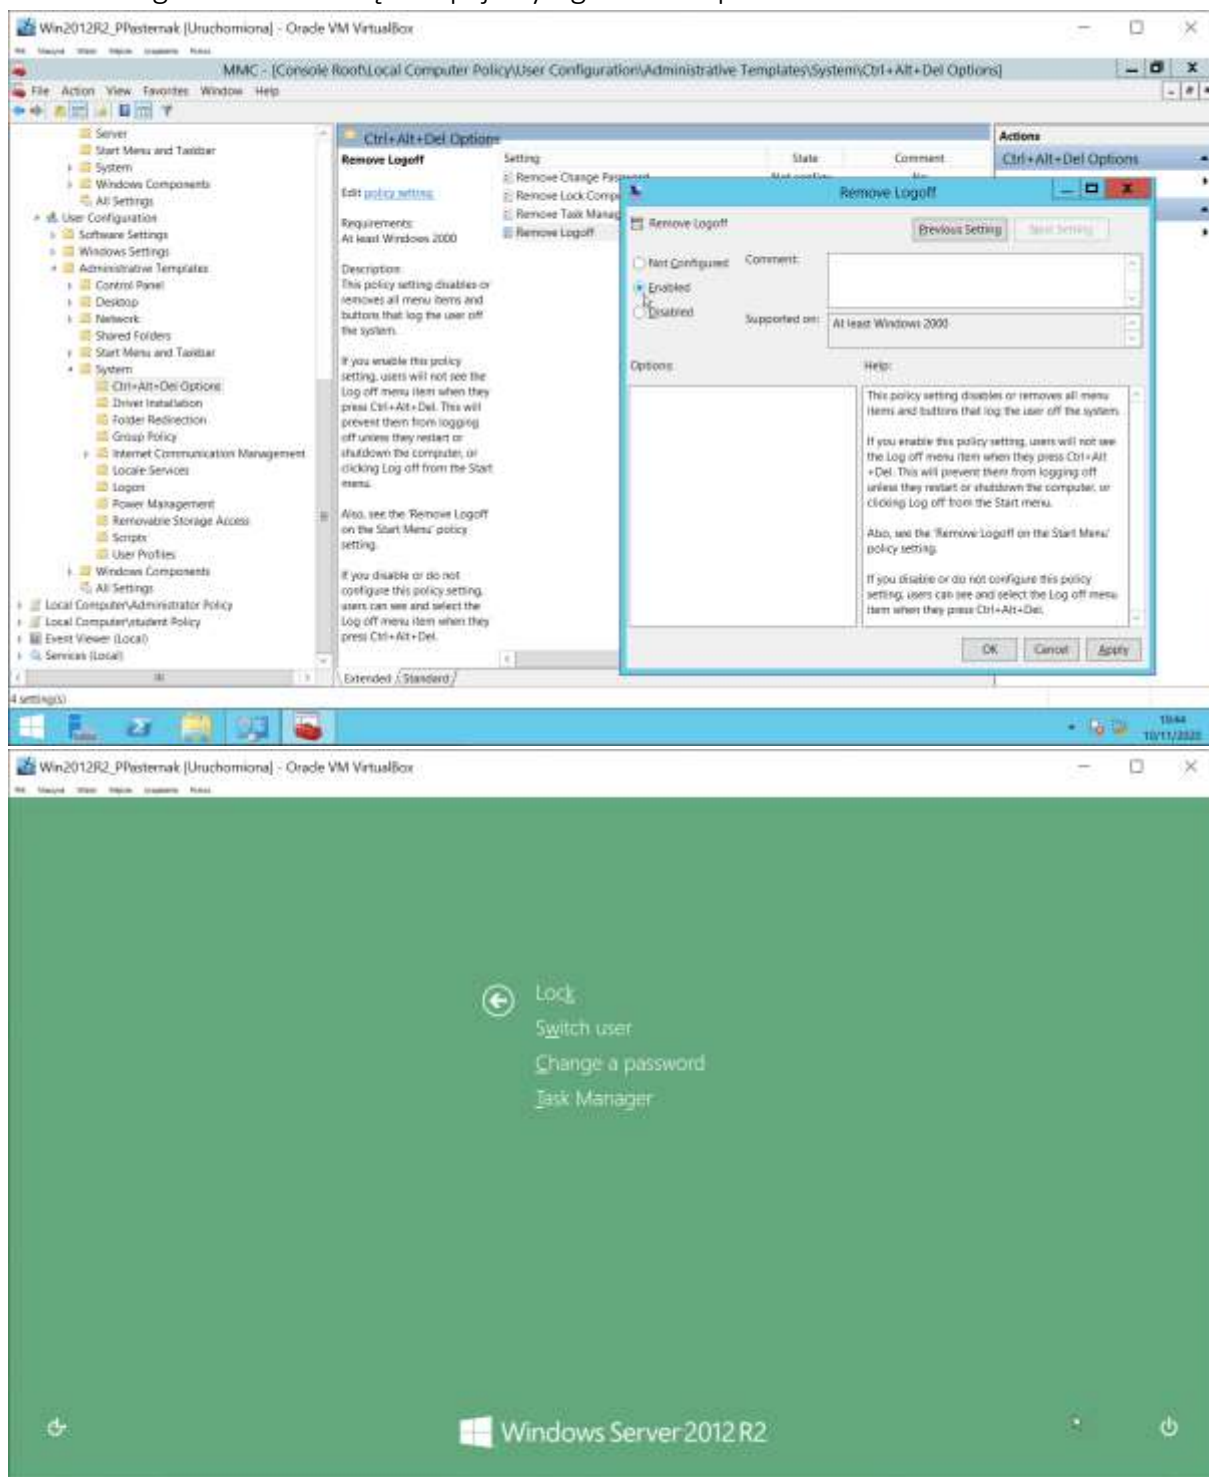 Win2012R2_PPasternak [Uruchomiona] - Oracle VM VirtualBox
MMC - [Console Root\Local Computer Policy\User Configuration\Administrative Templates\System\Ctrl+Alt+Del Options]
File Action View Favorites Window Help
Server
Start Menu and Taskbar
System
Windows Components
All Settings
User Configuration
Software Settings
Windows Settings
Administrative Templates
Control Panel
Desktop
Network
Shared Folders
Start Menu and Taskbar
System
Ctrl+Alt+Del Options
Driver Installation
Folder Redirection
Group Policy
Internet Communication Management
Locale Services
Logon
Power Management
Removable Storage Access
Scripts
User Profiles
Windows Components
All Settings
Local Computer\Administrator Policy
Local Computer\student Policy
Event Viewer (Local)
Services (Local)
Ctrl+Alt+Del Options
Remove Logoff
Edit policy setting
Requirements:
At least Windows 2000
Description:
This policy setting disables or
removes all menu items and
buttons that log the user off
the system.
If you enable this policy
setting, users will not see the
Log off menu item when they
press Ctrl+Alt+Del. This will
prevent them from logging
off unless they restart or
shutdown the computer, or
clicking Log off from the Start
menu.
Also, see the 'Remove Logoff
on the Start Menu' policy
setting.
If you disable or do not
configure this policy setting,
users can see and select the
Log off menu item when they
press Ctrl+Alt+Del.
Setting State Comment
Remove Change Password
Remove Lock Comp
Remove Task Manag
Remove Logoff
Extended Standard
Actions
Ctrl+Alt+Del Options
Remove Logoff
Remove Logoff
Previous Setting Next Setting
Not Configured Comment:
Enabled
Disabled
Supported on: At least Windows 2000
Options: Help:
This policy setting disables or removes all menu
items and buttons that log the user off the system.
If you enable this policy setting, users will not see
the Log off menu item when they press Ctrl+Alt
+Del. This will prevent them from logging off
unless they restart or shutdown the computer, or
clicking Log off from the Start menu.
Also, see the 'Remove Logoff on the Start Menu'
policy setting.
If you disable or do not configure this policy
setting, users can see and select the Log off menu
item when they press Ctrl+Alt+Del.
OK Cancel Apply
4 setting(s)
10:44
10/11/2020
Win2012R2_PPasternak [Uruchomiona] - Oracle VM VirtualBox
Lock
Switch user
Change a password
Task Manager
Windows Server 2012 R2